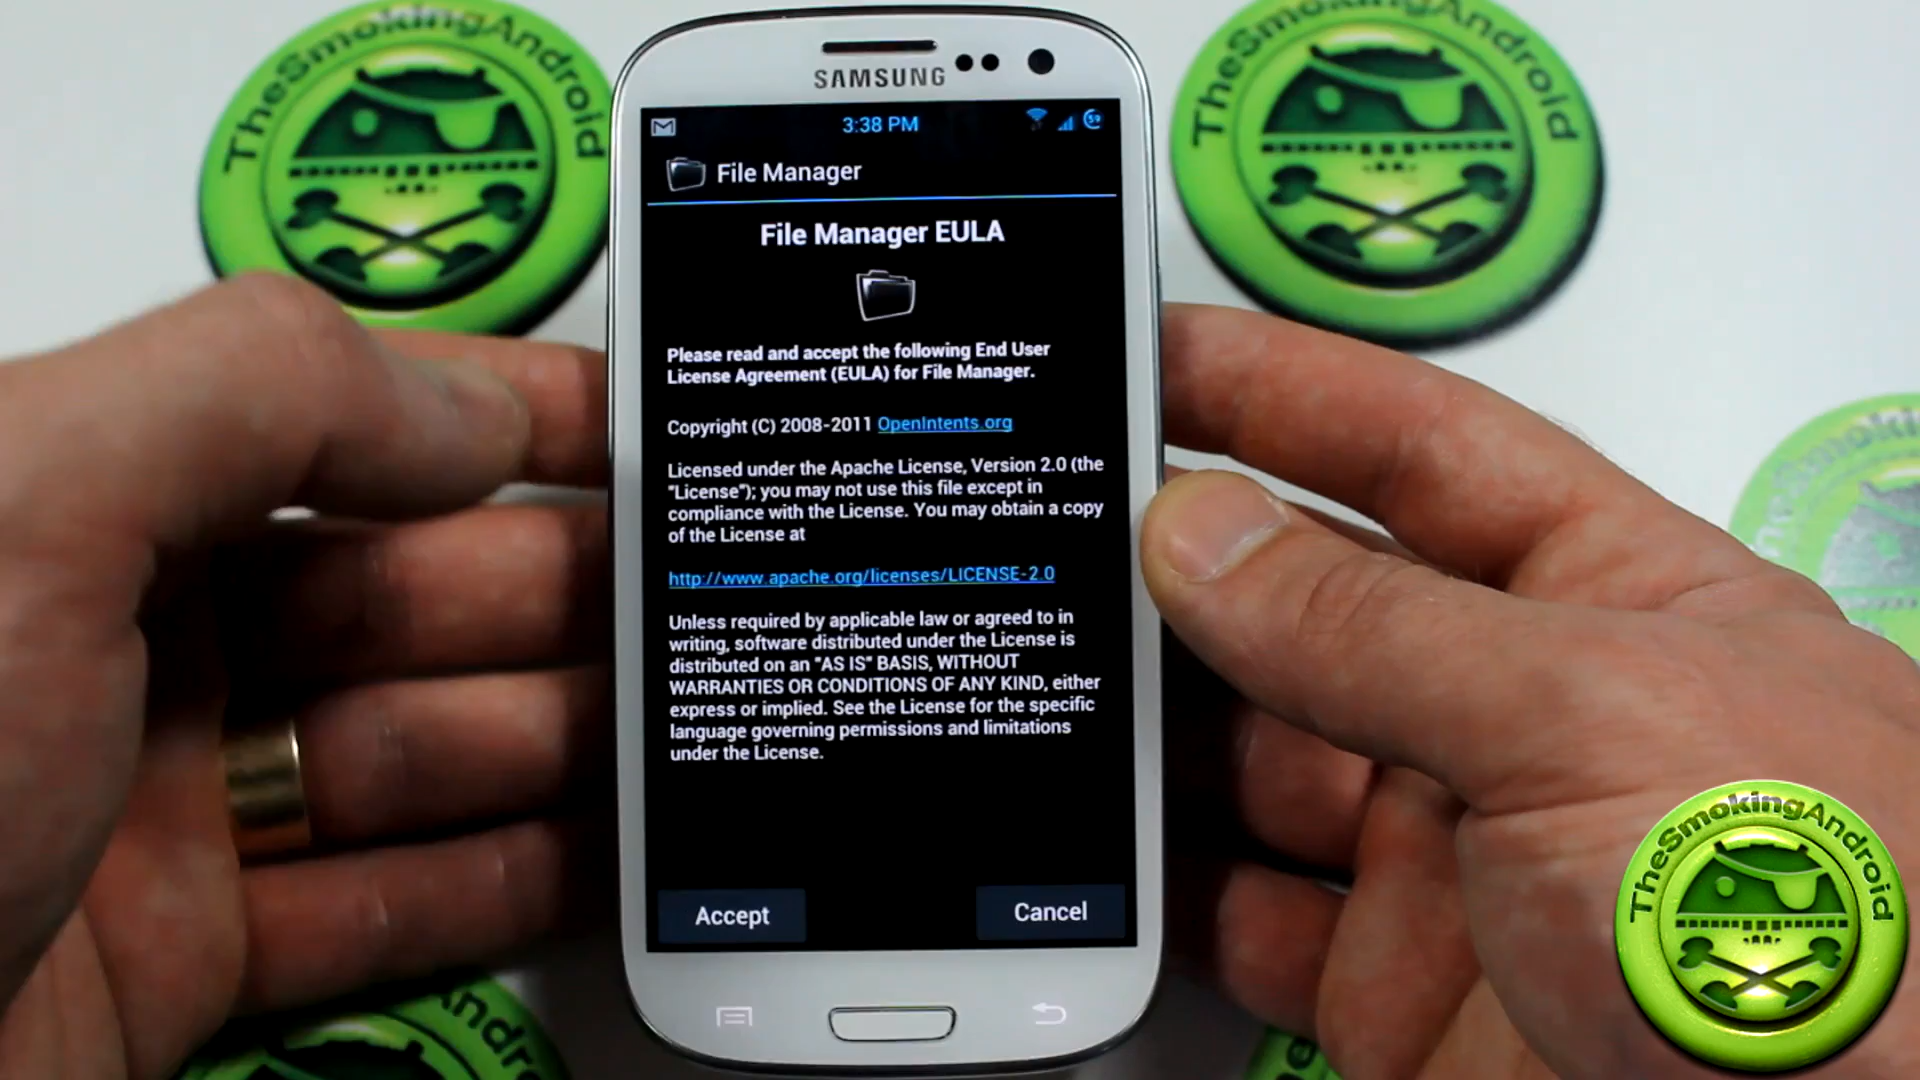 TheSmokingAndroid
TheSmokingAndroid
SAMSUNG
3:38 PM
59
File Manager
File Manager EULA
Please read and accept the following End User
License Agreement (EULA) for File Manager.
Copyright (C) 2008-2011 OpenIntents.org
Licensed under the Apache License, Version 2.0 (the
"License"); you may not use this file except in
compliance with the License. You may obtain a copy
of the License at
http://www.apache.org/licenses/LICENSE-2.0
Unless required by applicable law or agreed to in
writing, software distributed under the License is
distributed on an "AS IS" BASIS, WITHOUT
WARRANTIES OR CONDITIONS OF ANY KIND, either
express or implied. See the License for the specific
language governing permissions and limitations
under the License.
Accept
Cancel
TheSmokingAndroid